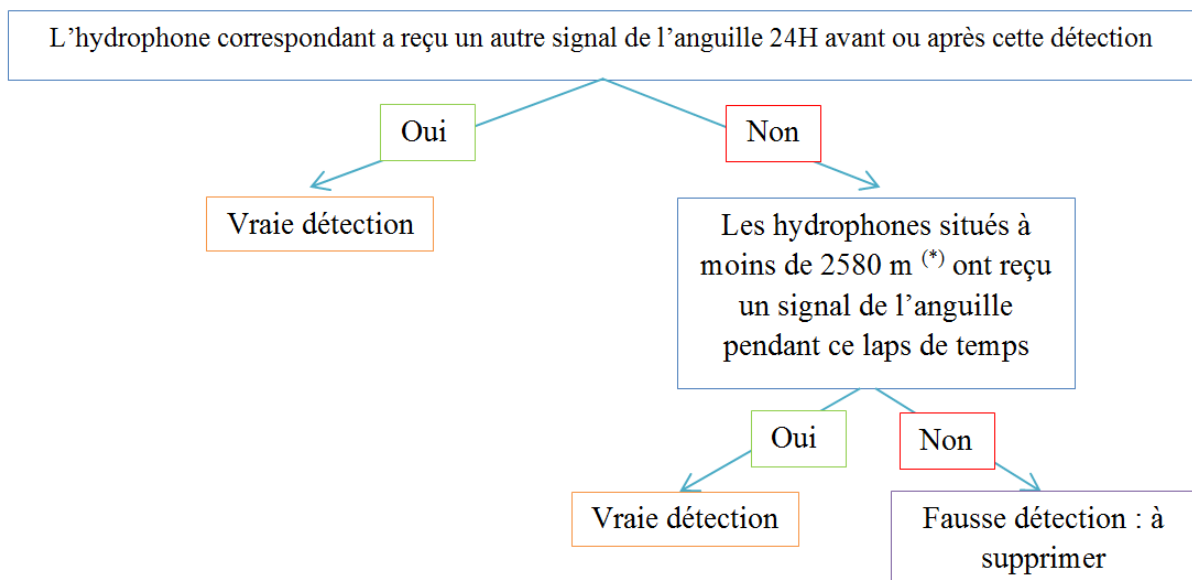 L’hydrophone correspondant a reçu un autre signal de l’anguille 24H avant ou après cette détection
Oui
Non
Vraie détection
Les hydrophones situés à
moins de 2580 m (*) ont reçu
un signal de l’anguille
pendant ce laps de temps
Oui
Non
Vraie détection
Fausse détection : à
supprimer